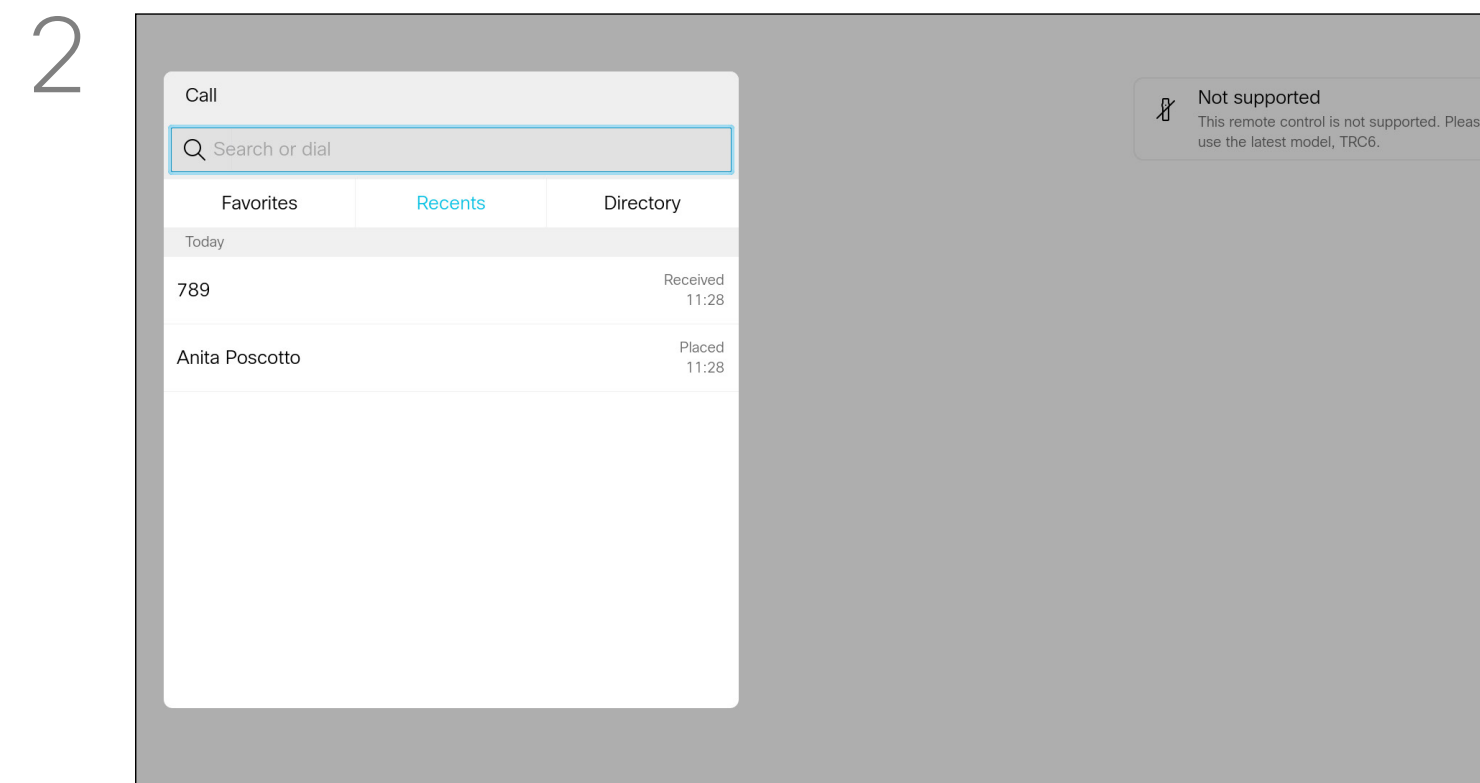 2
Call
Search or dial
Favorites Recents Directory
Today
789
Received
11:28
Anita Poscotto
Placed
11:28
Not supported
This remote control is not supported. Pleas
use the latest model, TRC6.